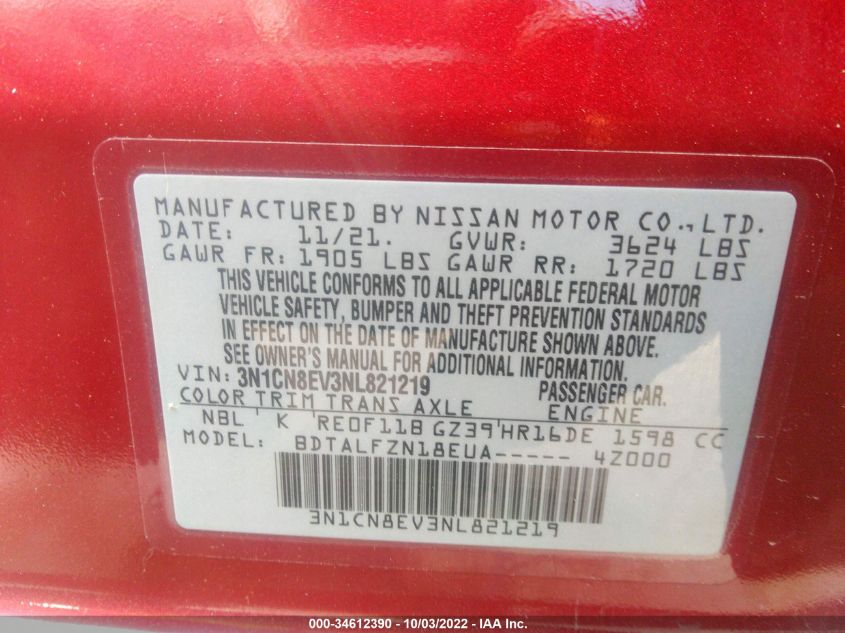 MANUFACTURED BY NISSAN MOTOR CO., LTD.
DATE: 11/21. GVWR: 3624 LBS
GAWR FR: 1905 LBS GAWR RR: 1720 LBS
THIS VEHICLE CONFORMS TO ALL APPLICABLE FEDERAL MOTOR
VEHICLE SAFETY, BUMPER AND THEFT PREVENTION STANDARDS
IN EFFECT ON THE DATE OF MANUFACTURE SHOWN ABOVE.
SEE OWNER'S MANUAL FOR ADDITIONAL INFORMATION.
VIN: 3N1CN8EV3NL821219 PASSENGER CAR.
COLOR TRIM TRANS AXLE ENGINE
NBL K RE0F11B GZ39 HR16DE 1598 CC
MODEL: BDTALFZN18EUA----- 4Z000
3N1CN8EV3NL821219
000-34612390 - 10/03/2022 - IAA Inc.